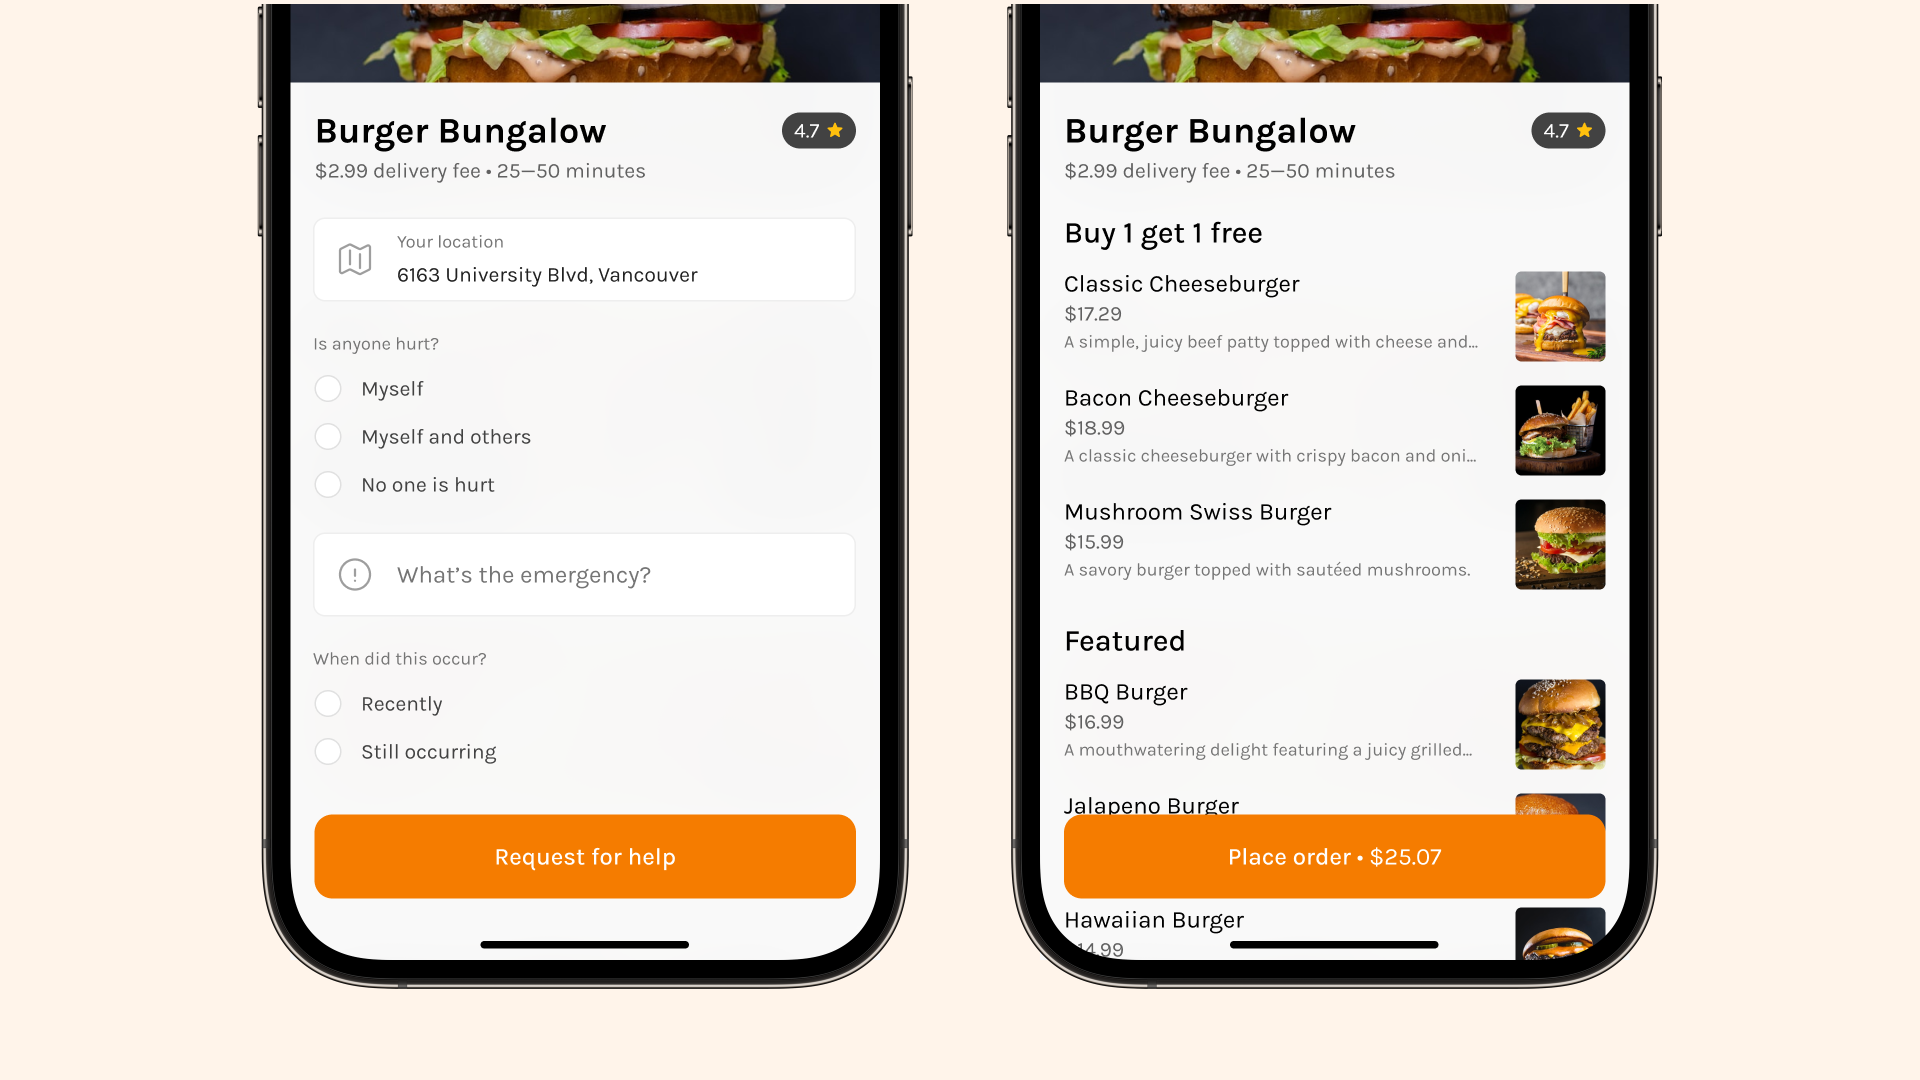 Burger Bungalow
4.7
$2.99 delivery fee • 25—50 minutes
Your location
6163 University Blvd, Vancouver
Is anyone hurt?
Myself
Myself and others
No one is hurt
What’s the emergency?
When did this occur?
Recently
Still occurring
Request for help
Burger Bungalow
4.7
$2.99 delivery fee • 25—50 minutes
Buy 1 get 1 free
Classic Cheeseburger
$17.29
A simple, juicy beef patty topped with cheese and...
Bacon Cheeseburger
$18.99
A classic cheeseburger with crispy bacon and oni...
Mushroom Swiss Burger
$15.99
A savory burger topped with sautéed mushrooms.
Featured
BBQ Burger
$16.99
A mouthwatering delight featuring a juicy grilled...
Jalapeno Burger
Place order • $25.07
Hawaiian Burger
14.99